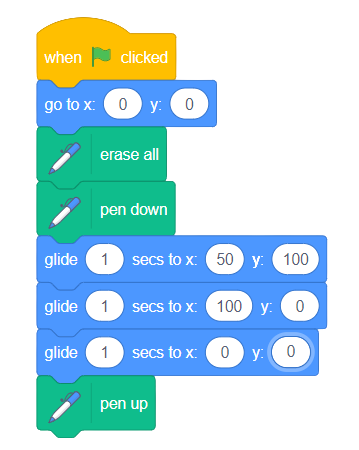 when clicked
go to x: 0 y: 0
erase all
pen down
glide 1 secs to x: 50 y: 100
glide 1 secs to x: 100 y: 0
glide 1 secs to x: 0 y: 0
pen up